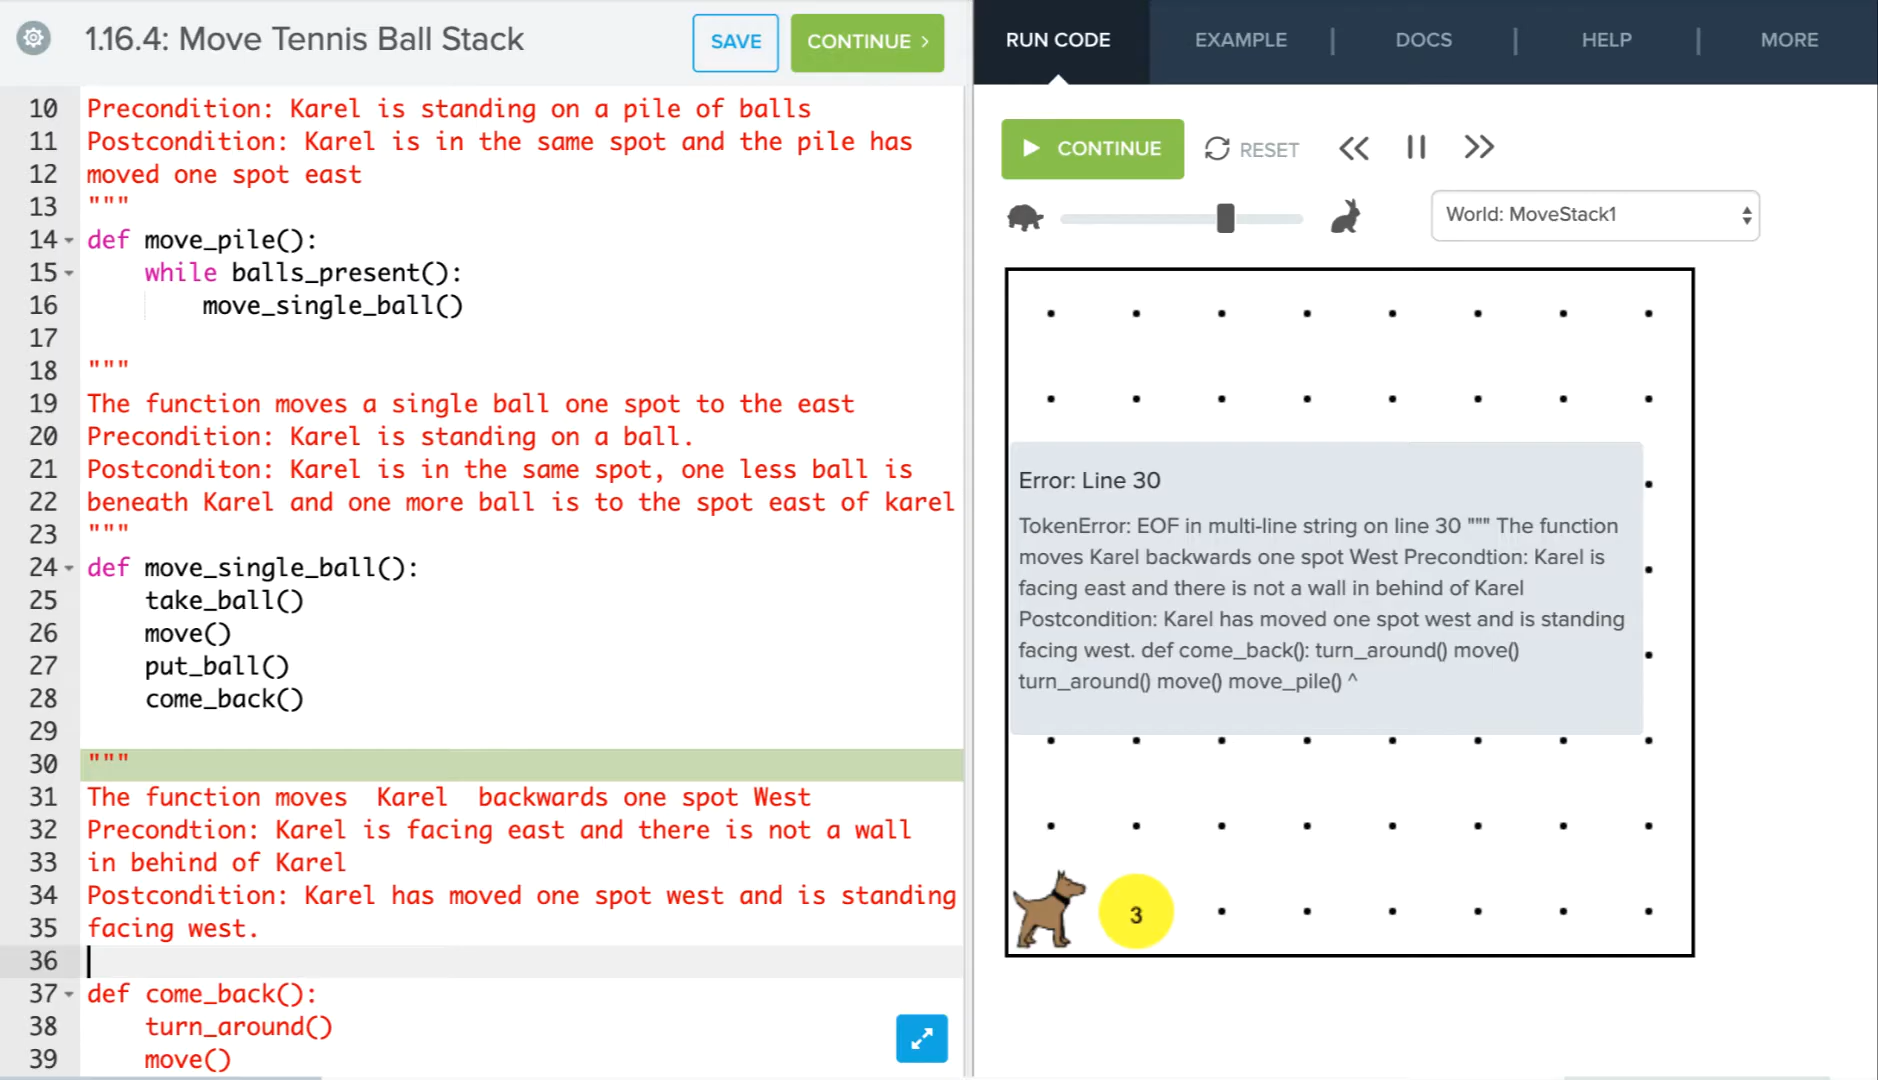 1.16.4: Move Tennis Ball Stack
SAVE
CONTINUE >
RUN CODE
EXAMPLE
DOCS
HELP
MORE
10 Precondition: Karel is standing on a pile of balls
11 Postcondition: Karel is in the same spot and the pile has
12 moved one spot east
13 """
14 def move_pile():
15     while balls_present():
16         move_single_ball()
17
18 """
19 The function moves a single ball one spot to the east
20 Precondition: Karel is standing on a ball.
21 Postconditon: Karel is in the same spot, one less ball is
22 beneath Karel and one more ball is to the spot east of karel
23 """
24 def move_single_ball():
25     take_ball()
26     move()
27     put_ball()
28     come_back()
29
30 """
31 The function moves  Karel  backwards one spot West
32 Precondtion: Karel is facing east and there is not a wall
33 in behind of Karel
34 Postcondition: Karel has moved one spot west and is standing
35 facing west.
36
37 def come_back():
38     turn_around()
39     move()
CONTINUE
RESET
World: MoveStack1
Error: Line 30
TokenError: EOF in multi-line string on line 30 """ The function
moves Karel backwards one spot West Precondtion: Karel is
facing east and there is not a wall in behind of Karel
Postcondition: Karel has moved one spot west and is standing
facing west. def come_back(): turn_around() move()
turn_around() move() move_pile() ^
3